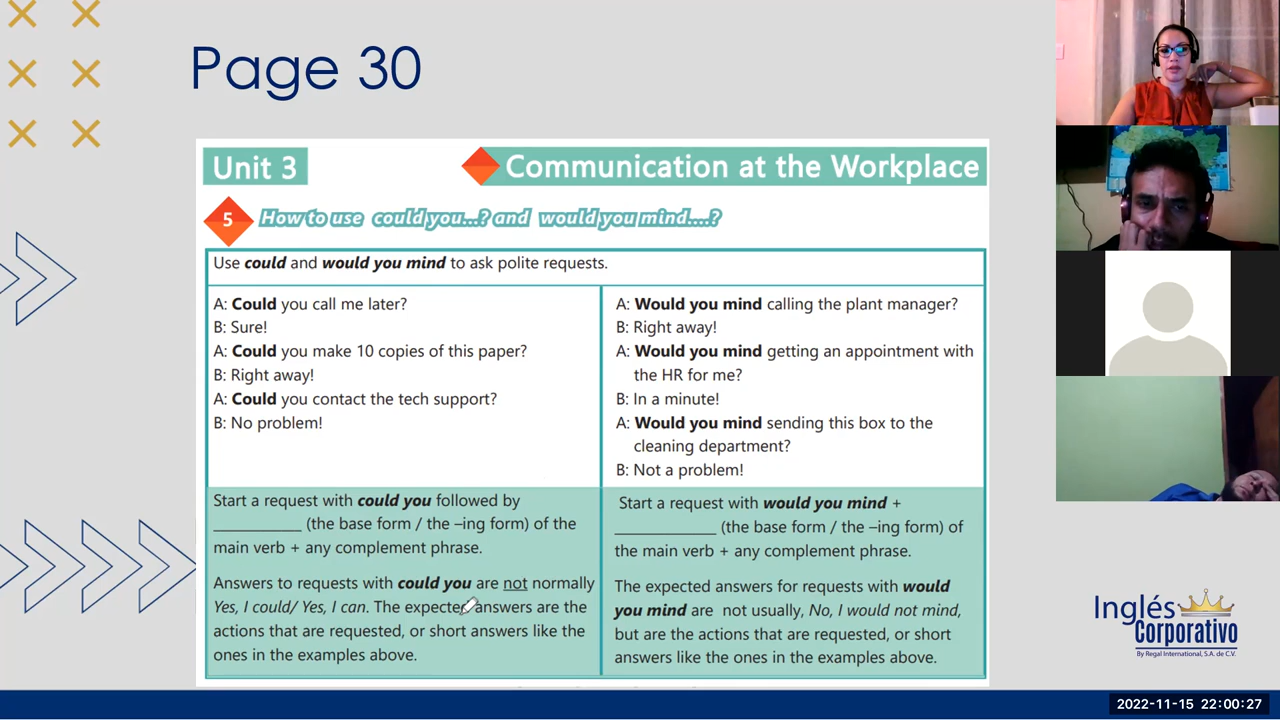 Page 30
Unit 3
Communication at the Workplace
5
How to use could you...? and would you mind....?
Use could and would you mind to ask polite requests.
A: Could you call me later?
B: Sure!
A: Could you make 10 copies of this paper?
B: Right away!
A: Could you contact the tech support?
B: No problem!
A: Would you mind calling the plant manager?
B: Right away!
A: Would you mind getting an appointment with
the HR for me?
B: In a minute!
A: Would you mind sending this box to the
cleaning department?
B: Not a problem!
Start a request with could you followed by
___________ (the base form / the –ing form) of the
main verb + any complement phrase.
Answers to requests with could you are not normally
Yes, I could/ Yes, I can. The expected answers are the
actions that are requested, or short answers like the
ones in the examples above.
Start a request with would you mind +
_____________ (the base form / the –ing form) of
the main verb + any complement phrase.
The expected answers for requests with would
you mind are not usually, No, I would not mind,
but are the actions that are requested, or short
answers like the ones in the examples above.
Inglés
Corporativo
By Regal International, S.A. de C.V.
2022-11-15 22:00:27